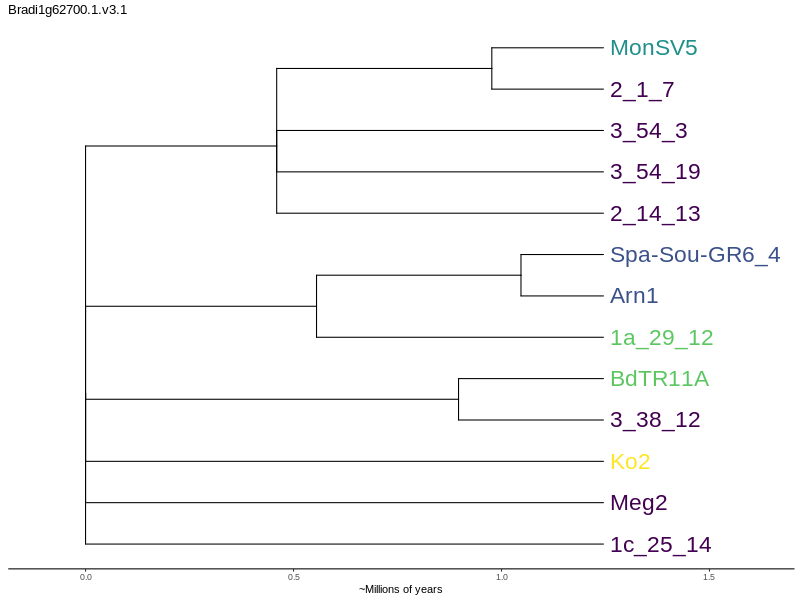 Bradi1g62700.1.v3.1
MonSV5
2_1_7
3_54_3
3_54_19
2_14_13
Spa-Sou-GR6_4
Arn1
1a_29_12
BdTR11A
3_38_12
Ko2
Meg2
1c_25_14
0.0 0.5 1.0 1.5
~Millions of years